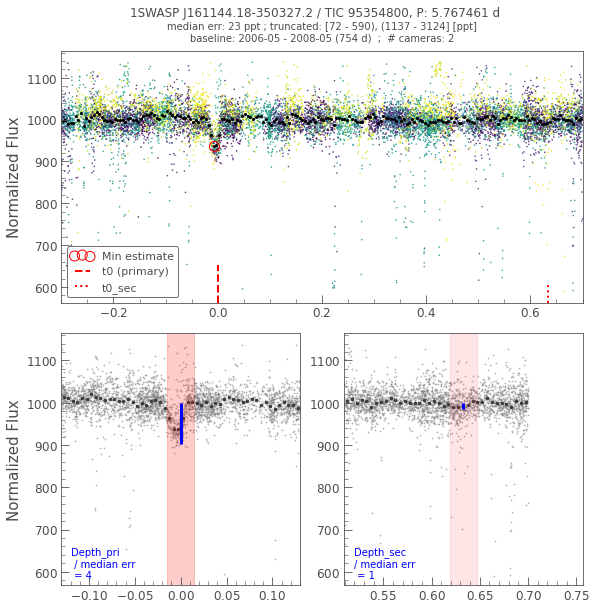 1SWASP J161144.18-350327.2 / TIC 95354800, P: 5.767461 d
median err: 23 ppt ; truncated: [72 - 590), (1137 - 3124] [ppt]
baseline: 2006-05 - 2008-05 (754 d)  ;  # cameras: 2
Normalized Flux
1100
1000
900
800
700
600
Min estimate
t0 (primary)
t0_sec
−0.2
0.0
0.2
0.4
0.6
Normalized Flux
1100
1000
900
800
700
600
Depth_pri
/ median err
= 4
−0.10
−0.05
0.00
0.05
0.10
1100
1000
900
800
700
600
Depth_sec
/ median err
= 1
0.55
0.60
0.65
0.70
0.75